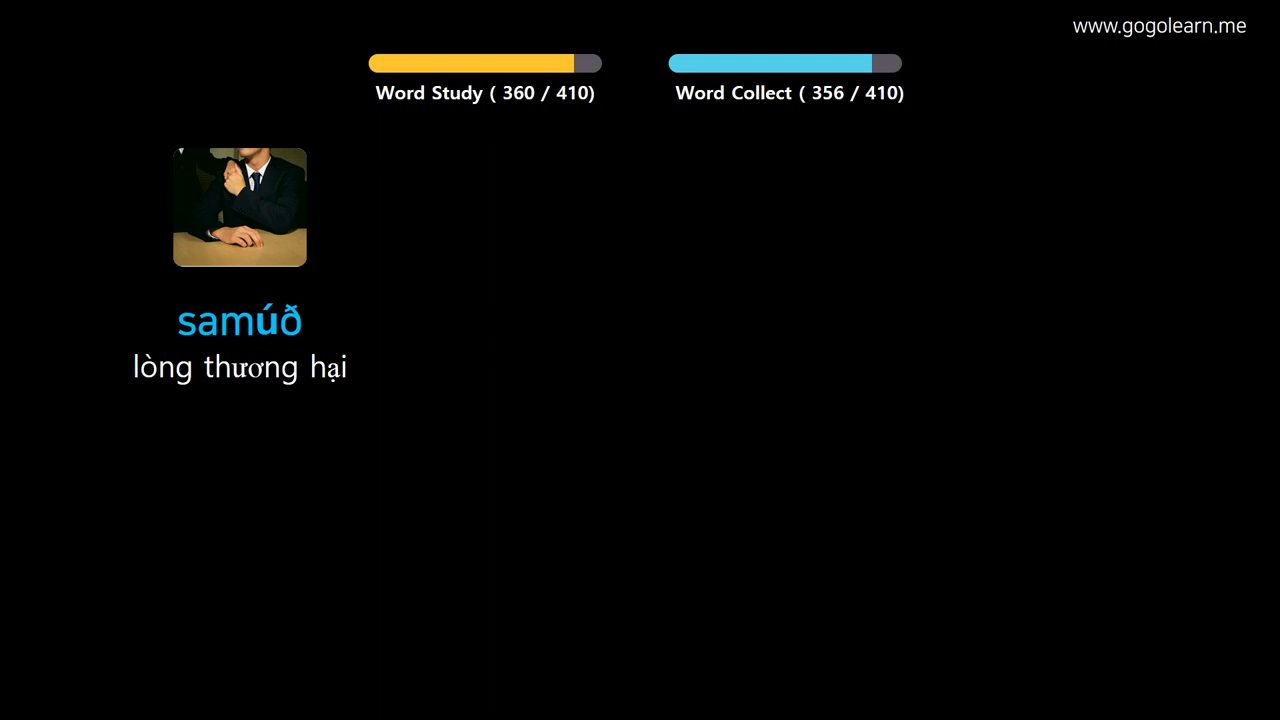 www.gogolearn.me
Word Study ( 360 / 410)
Word Collect ( 356 / 410)
samúð
lòng thương hại